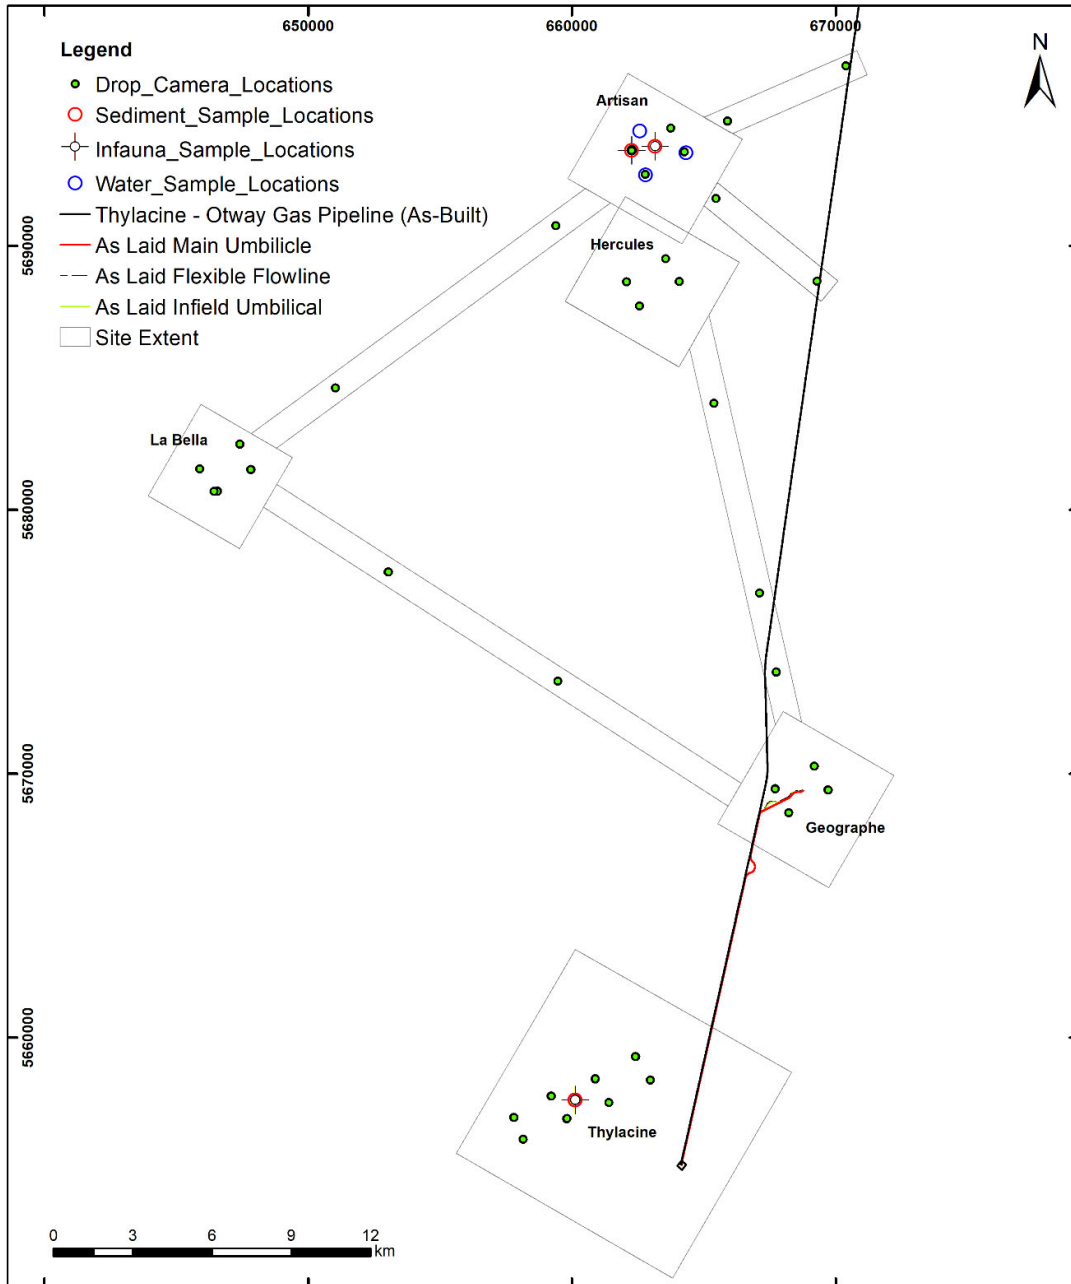 650000
660000
670000
Legend
Drop_Camera_Locations
Sediment_Sample_Locations
Infauna_Sample_Locations
Water_Sample_Locations
Thylacine - Otway Gas Pipeline (As-Built)
As Laid Main Umbilicle
As Laid Flexible Flowline
As Laid Infield Umbilical
Site Extent
N
Artisan
Hercules
5690000
La Bella
5680000
5670000
Geographe
5660000
Thylacine
0 3 6 9 12
km